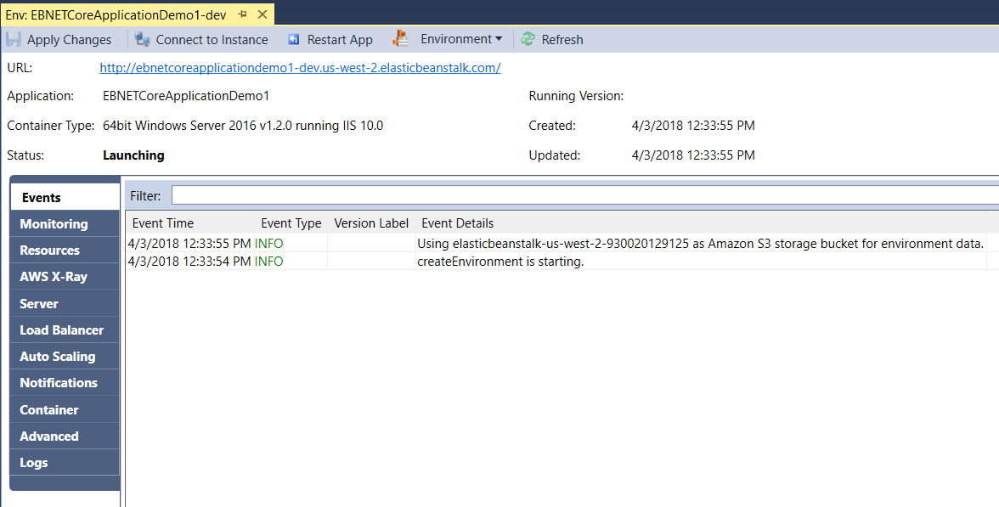 Env: EBNETCoreApplicationDemo1-dev
Apply Changes Connect to Instance Restart App Environment Refresh
URL: http://ebnetcoreapplicationdemo1-dev.us-west-2.elasticbeanstalk.com/
Application: EBNETCoreApplicationDemo1 Running Version:
Container Type: 64bit Windows Server 2016 v1.2.0 running IIS 10.0 Created: 4/3/2018 12:33:55 PM
Status: Launching Updated: 4/3/2018 12:33:55 PM
Events
Monitoring
Resources
AWS X-Ray
Server
Load Balancer
Auto Scaling
Notifications
Container
Advanced
Logs
Filter:
Event Time Event Type Version Label Event Details
4/3/2018 12:33:55 PM INFO Using elasticbeanstalk-us-west-2-930020129125 as Amazon S3 storage bucket for environment data.
4/3/2018 12:33:54 PM INFO createEnvironment is starting.